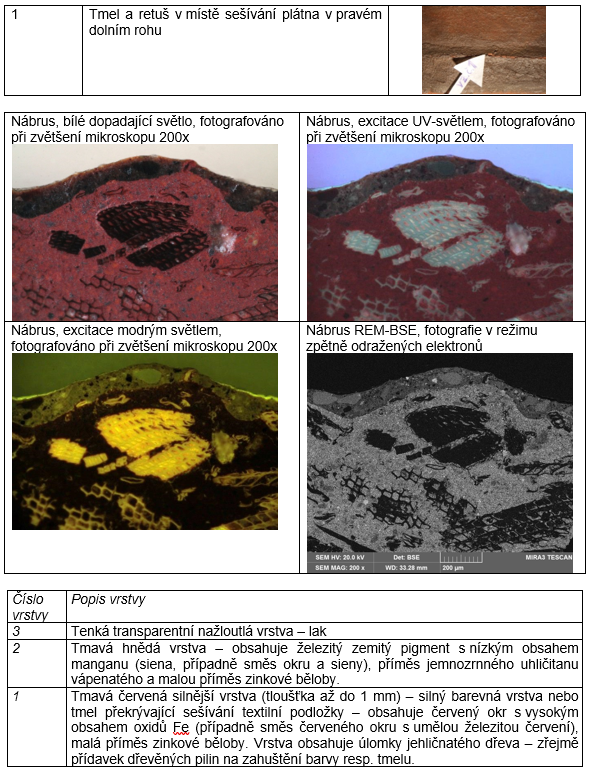 1
Tmel a retuš v místě sešívání plátna v pravém
dolním rohu
Nábrus, bílé dopadající světlo, fotografováno
při zvětšení mikroskopu 200x
Nábrus, excitace UV-světlem, fotografováno
při zvětšení mikroskopu 200x
Nábrus, excitace modrým světlem,
fotografováno při zvětšení mikroskopu 200x
Nábrus REM-BSE, fotografie v režimu
zpětně odražených elektronů
SEM HV: 20.0 kV
Det: BSE
MIRA3 TESCAN
SEM MAG: 200 x
WD: 33.28 mm
200 µm
Číslo
vrstvy
Popis vrstvy
3
Tenká transparentní nažloutlá vrstva – lak
2
Tmavá hnědá vrstva – obsahuje železitý zemitý pigment s nízkým obsahem
manganu (siena, případně směs okru a sieny), příměs jemnozrnného uhličitanu
vápenatého a malou příměs zinkové běloby.
1
Tmavá červená silnější vrstva (tloušťka až do 1 mm) – silný barevná vrstva nebo
tmel překrývající sešívání textilní podložky – obsahuje červený okr s vysokým
obsahem oxidů Fe (případně směs červeného okru s umělou železitou červení),
malá příměs zinkové běloby. Vrstva obsahuje úlomky jehličnatého dřeva – zřejmě
přídavek dřevěných pilin na zahuštění barvy resp. tmelu.